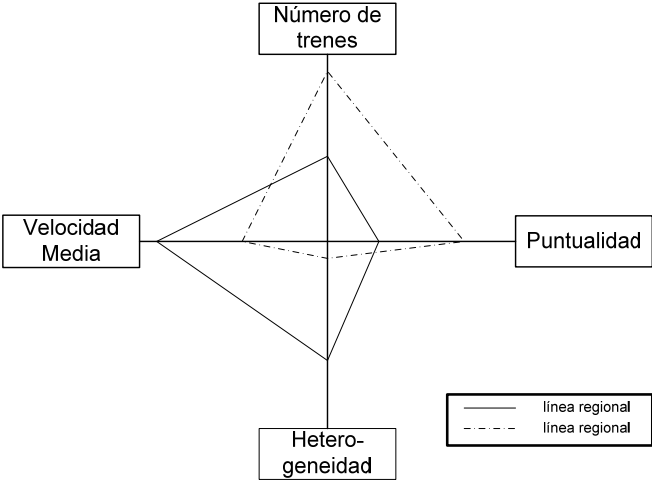 Número de
trenes
Velocidad
Media
Puntualidad
línea regional
línea regional
Hetero-
geneidad